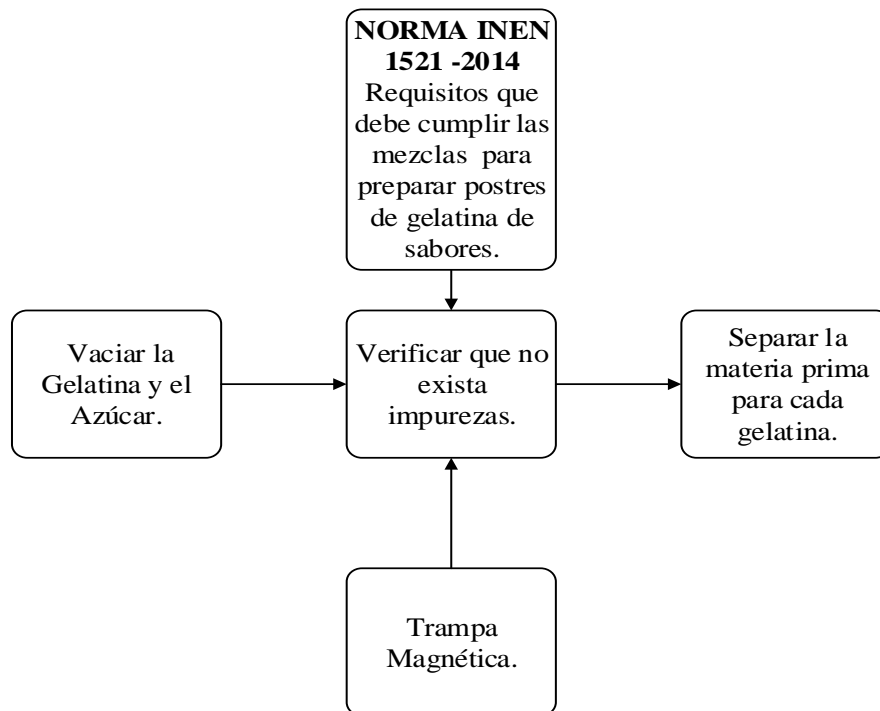 NORMA INEN
1521 -2014
Requisitos que
debe cumplir las
mezclas para
preparar postres
de gelatina de
sabores.
Vaciar la
Gelatina y el
Azúcar.
Verificar que no
exista
impurezas.
Separar la
materia prima
para cada
gelatina.
Trampa
Magnética.